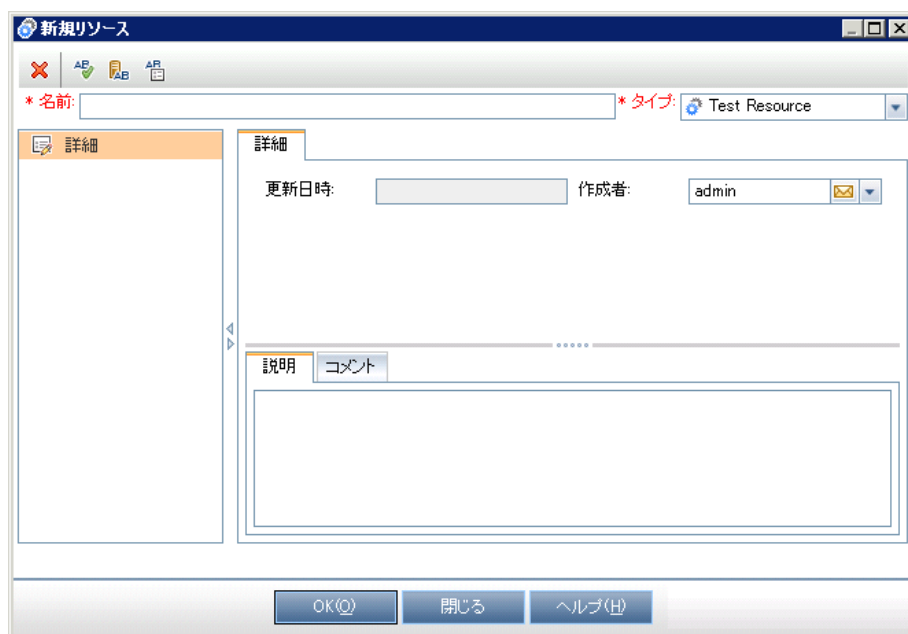 新規リソース
* 名前: * タイプ: Test Resource
詳細 詳細
更新日時: 作成者: admin
説明 コメント
OK(O) 閉じる ヘルプ(H)